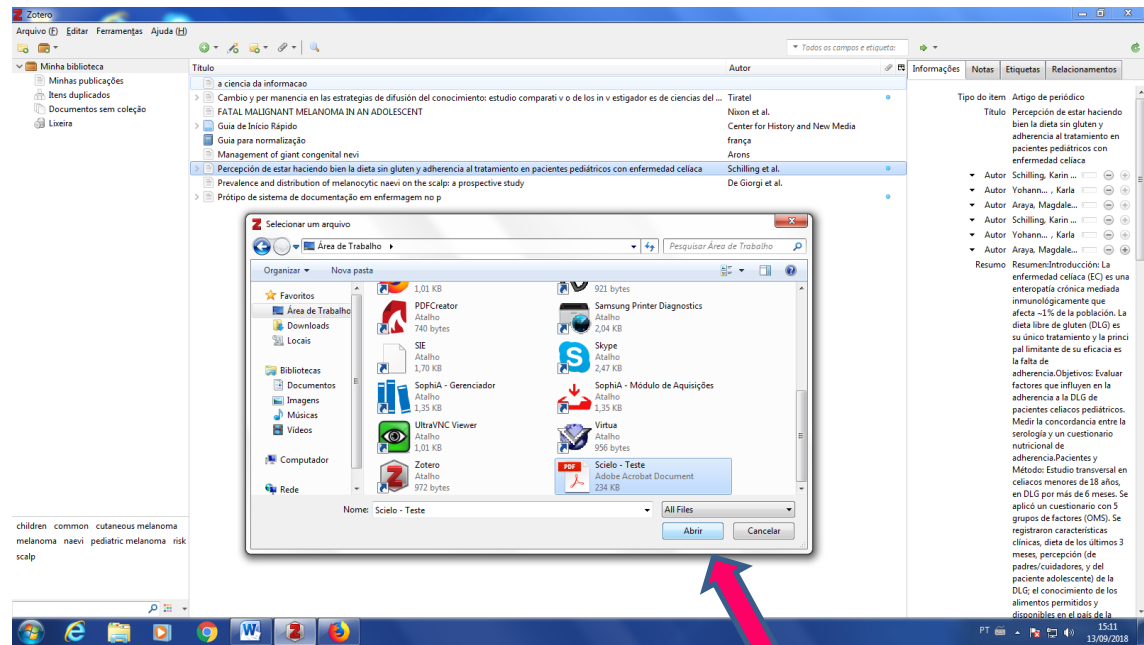 Zotero
Arquivo (F) Editar Ferramentas Ajuda (H)
Todos os campos e etiquetas
Minha biblioteca
Minhas publicações
Itens duplicados
Documentos sem coleção
Lixeira
Título Autor
a ciencia da informacao
Cambio y per manencia en las estrategias de difusión del conocimiento: estudio comparati v o de los in v estigador es de ciencias del ... Tiratel
FATAL MALIGNANT MELANOMA IN AN ADOLESCENT Nixon et al.
Guia de Início Rápido Center for History and New Media
Guia para normalização frança
Management of giant congenital nevi Arons
Percepción de estar haciendo bien la dieta sin gluten y adherencia al tratamiento en pacientes pediátricos con enfermedad celíaca Schilling et al.
Prevalence and distribution of melanocytic naevi on the scalp: a prospective study De Giorgi et al.
Prótipo de sistema de documentação em enfermagem no p
Selecionar um arquivo
Área de Trabalho
Pesquisar Área de Trabalho
Organizar Nova pasta
Favoritos
Área de Trabalho
Downloads
Locais
Bibliotecas
Documentos
Imagens
Músicas
Vídeos
Computador
Rede
1,01 KB
921 bytes
PDFCreator
Atalho
740 bytes
Samsung Printer Diagnostics
Atalho
2,04 KB
SIE
Atalho
1,70 KB
Skype
Atalho
2,47 KB
SophiA - Gerenciador
Atalho
1,35 KB
SophiA - Módulo de Aquisições
Atalho
1,35 KB
UltraVNC Viewer
Atalho
1,01 KB
Virtua
Atalho
956 bytes
Zotero
Atalho
972 bytes
PDF
Scielo - Teste
Adobe Acrobat Document
234 KB
Nome: Scielo - Teste
All Files
Abrir Cancelar
Informações Notas Etiquetas Relacionamentos
Tipo do item Artigo de periódico
Título Percepción de estar haciendo
bien la dieta sin gluten y
adherencia al tratamiento en
pacientes pediátricos con
enfermedad celíaca
Autor Schilling, Karin ...
Autor Yohann... , Karla
Autor Araya, Magdale...
Autor Schilling, Karin ...
Autor Yohann... , Karla
Autor Araya, Magdale...
Resumo Resumen:Introducción: La
enfermedad celíaca (EC) es una
enteropatía crónica mediada
inmunológicamente que
afecta ~1% de la población. La
dieta libre de gluten (DLG) es
su único tratamiento y la princi
pal limitante de su eficacia es
la falta de
adherencia.Objetivos: Evaluar
factores que influyen en la
adherencia a la DLG de
pacientes celiacos pediátricos.
Medir la concordancia entre la
serología y un cuestionario
nutricional de
adherencia.Pacientes y
Método: Estudio transversal en
celiacos menores de 18 años,
en DLG por más de 6 meses. Se
aplicó un cuestionario con 5
grupos de factores (OMS). Se
registraron características
clínicas, dieta de los últimos 3
meses, percepción (de
padres/cuidadores, y del
paciente adolescente) de la
DLG; el conocimiento de los
alimentos permitidos y
disponibles en el país de la
children common cutaneous melanoma
melanoma naevi pediatric melanoma risk
scalp
PT
15:11
13/09/2018